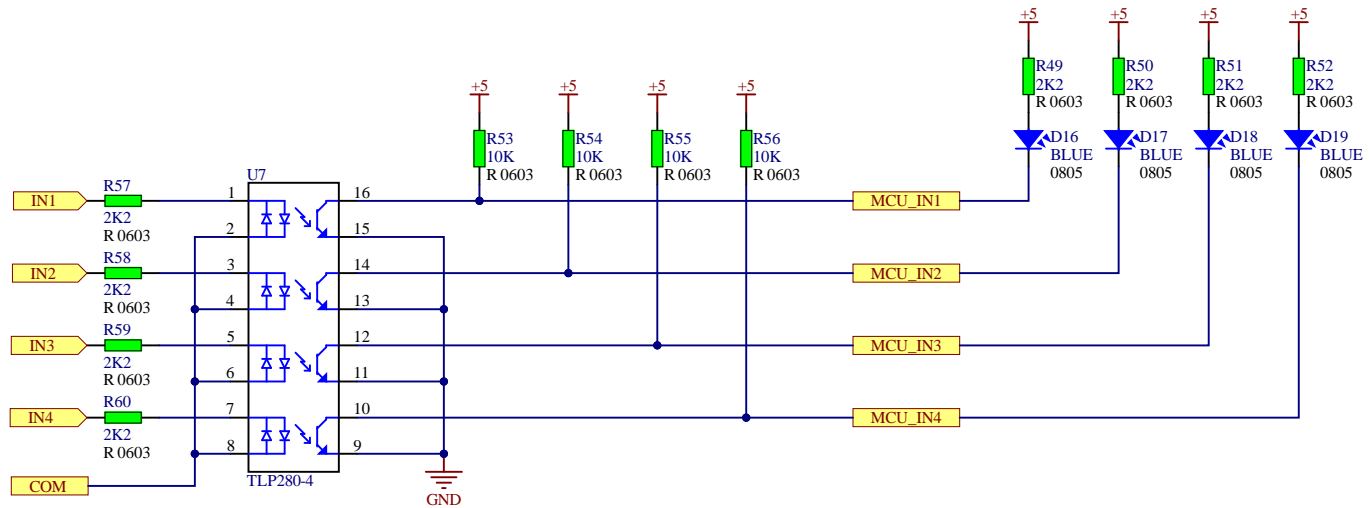 +5
+5
+5
+5
R49
2K2
R 0603
R50
2K2
R 0603
R51
2K2
R 0603
R52
2K2
R 0603
+5
+5
+5
+5
R53
10K
R 0603
R54
10K
R 0603
R55
10K
R 0603
R56
10K
R 0603
D16
BLUE
0805
D17
BLUE
0805
D18
BLUE
0805
D19
BLUE
0805
U7
IN1
R57
2K2
R 0603
1
16
MCU_IN1
2
15
IN2
R58
2K2
R 0603
3
14
MCU_IN2
4
13
IN3
R59
2K2
R 0603
5
12
MCU_IN3
6
11
IN4
R60
2K2
R 0603
7
10
MCU_IN4
8
9
COM
TLP280-4
GND